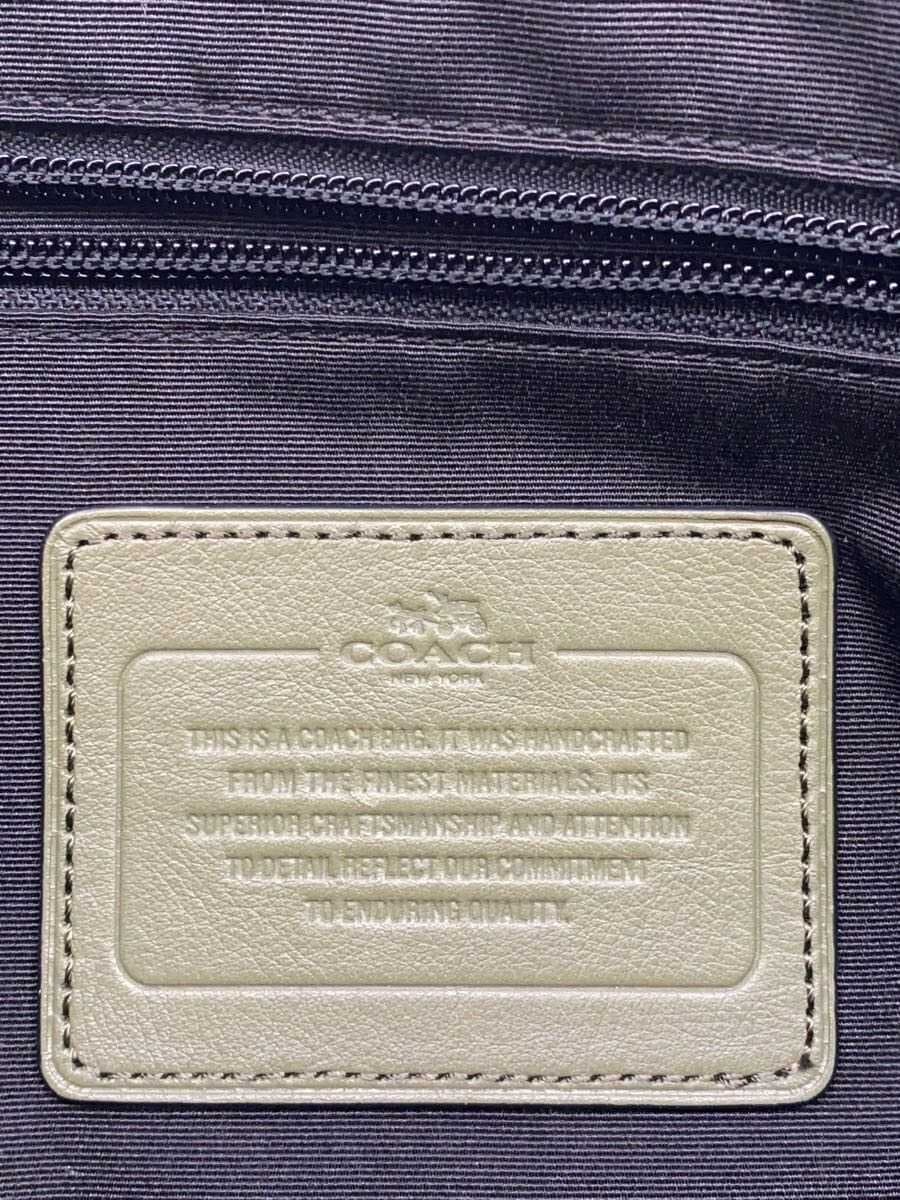 COACH
NEW YORK
THIS IS A COACH BAG. IT WAS HANDCRAFTED
FROM THE FINEST MATERIALS. ITS
SUPERIOR CRAFTSMANSHIP AND ATTENTION
TO DETAIL REFLECT OUR COMMITMENT
TO ENDURING QUALITY.